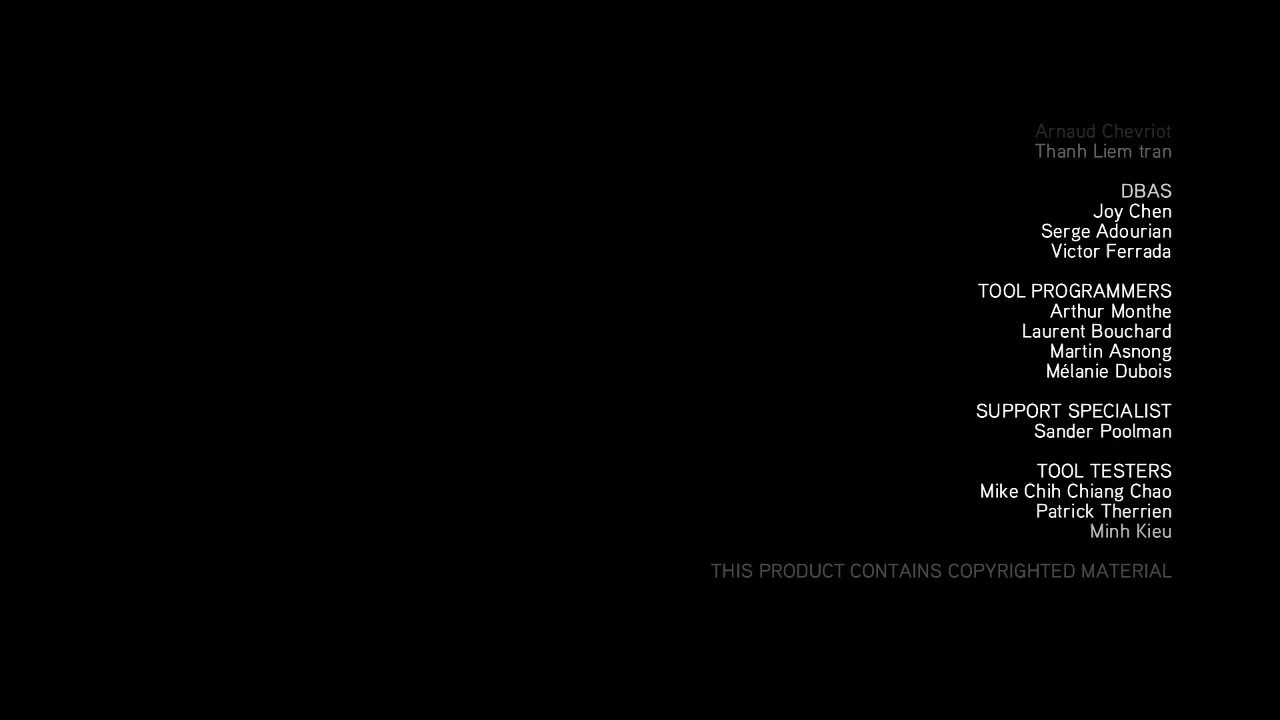 Arnaud Chevriot
Thanh Liem tran
DBAS
Joy Chen
Serge Adourian
Victor Ferrada
TOOL PROGRAMMERS
Arthur Monthe
Laurent Bouchard
Martin Asnong
Mélanie Dubois
SUPPORT SPECIALIST
Sander Poolman
TOOL TESTERS
Mike Chih Chiang Chao
Patrick Therrien
Minh Kieu
THIS PRODUCT CONTAINS COPYRIGHTED MATERIAL